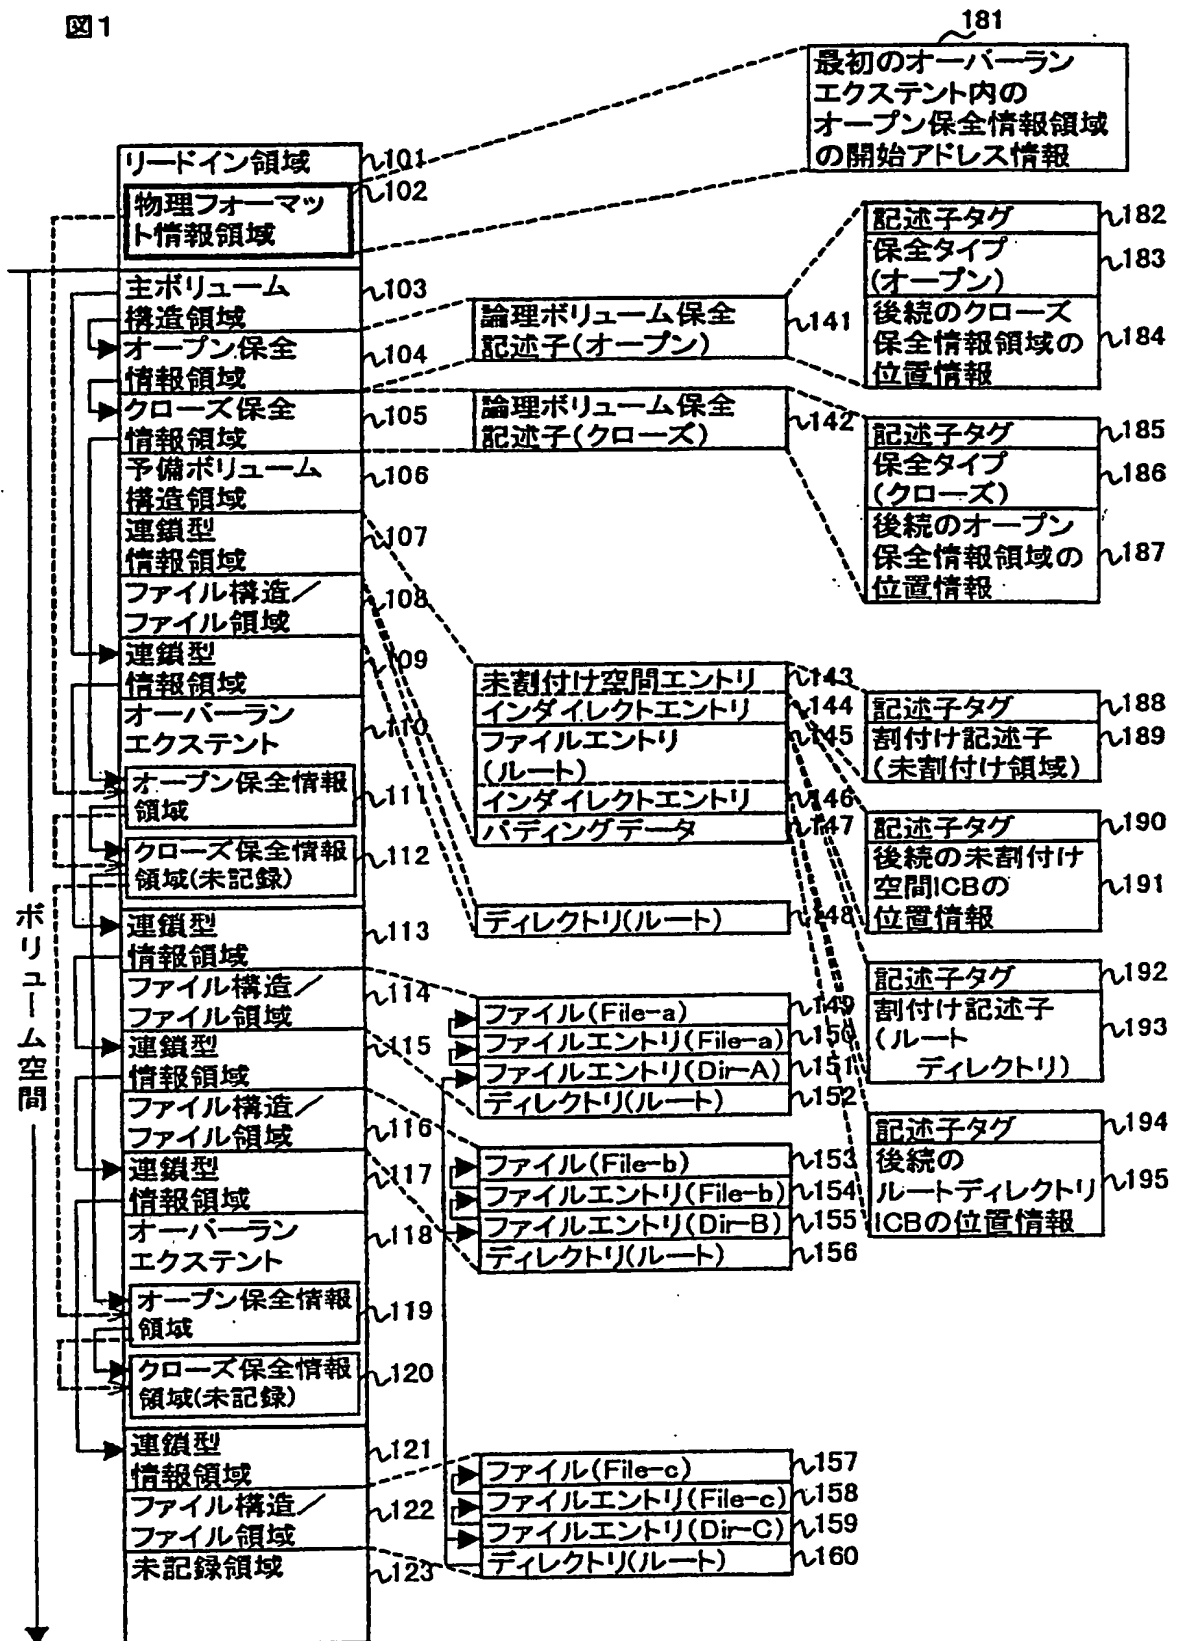 図1
181
最初のオーバーラン
エクステント内の
オープン保全情報領域
の開始アドレス情報
リードイン領域
101
物理フォーマッ
ト情報領域
102
主ボリューム
構造領域
103
オープン保全
情報領域
104
クローズ保全
情報領域
105
予備ボリューム
構造領域
106
連鎖型
情報領域
107
ファイル構造/
ファイル領域
108
連鎖型
情報領域
109
オーバーラン
エクステント
110
オープン保全情報
領域
111
クローズ保全情報
領域(未記録)
112
連鎖型
情報領域
113
ファイル構造/
ファイル領域
114
連鎖型
情報領域
115
ファイル構造/
ファイル領域
116
連鎖型
情報領域
117
オーバーラン
エクステント
118
オープン保全情報
領域
119
クローズ保全情報
領域(未記録)
120
連鎖型
情報領域
121
ファイル構造/
ファイル領域
122
未記録領域
123
ボリューム空間
論理ボリューム保全
記述子(オープン)
141
論理ボリューム保全
記述子(クローズ)
142
未割付け空間エントリ
143
インダイレクトエントリ
144
ファイルエントリ
(ルート)
145
インダイレクトエントリ
146
パディングデータ
147
ディレクトリ(ルート)
148
ファイル(File-a)
149
ファイルエントリ(File-a)
150
ファイルエントリ(Dir-A)
151
ディレクトリ(ルート)
152
ファイル(File-b)
153
ファイルエントリ(File-b)
154
ファイルエントリ(Dir-B)
155
ディレクトリ(ルート)
156
ファイル(File-c)
157
ファイルエントリ(File-c)
158
ファイルエントリ(Dir-C)
159
ディレクトリ(ルート)
160
記述子タグ
182
保全タイプ
(オープン)
183
後続のクローズ
保全情報領域の
位置情報
184
記述子タグ
185
保全タイプ
(クローズ)
186
後続のオープン
保全情報領域の
位置情報
187
記述子タグ
188
割付け記述子
(未割付け領域)
189
記述子タグ
190
後続の未割付け
空間ICBの
位置情報
191
記述子タグ
192
割付け記述子
(ルート
ディレクトリ)
193
記述子タグ
194
後続の
ルートディレクトリ
ICBの位置情報
195